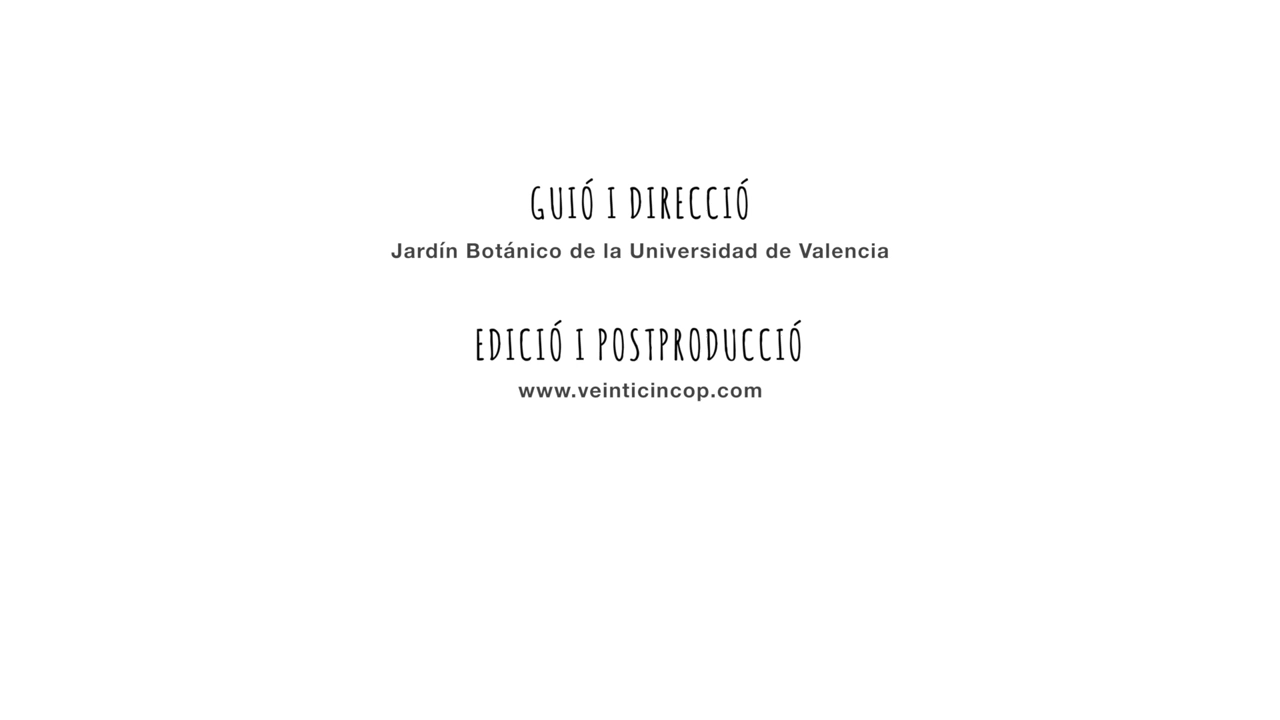 GUIÓ I DIRECCIÓ
Jardín Botánico de la Universidad de Valencia
EDICIÓ I POSTPRODUCCIÓ
www.veinticincop.com